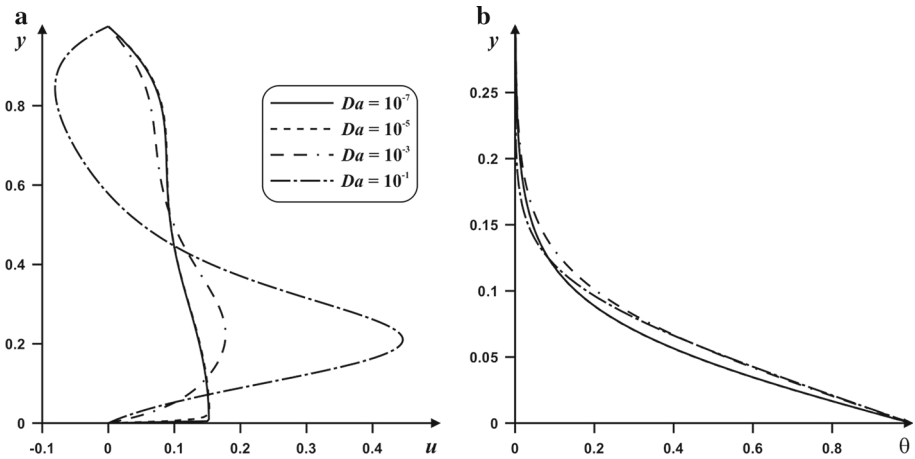 a
y
0.8
0.6
0.4
0.2
0
-0.1 0 0.1 0.2 0.3 0.4 u
Da = 10⁻⁷
Da = 10⁻⁵
Da = 10⁻³
Da = 10⁻¹
b
y
0.25
0.2
0.15
0.1
0.05
0
0 0.2 0.4 0.6 0.8 θ